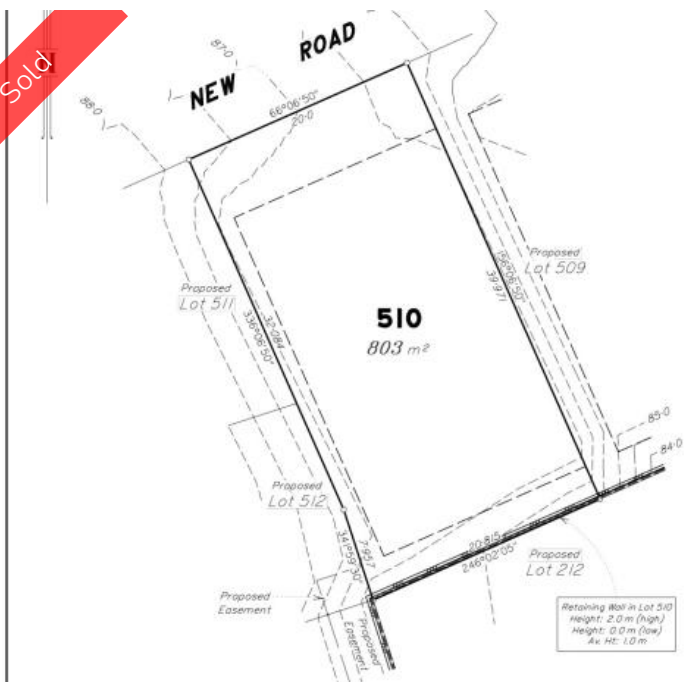 Sold
N
NEW ROAD
88·0
87·0
66°06'50"
20·0
Proposed
Lot 511
336°06'50"
32·084
510
803 m²
156°06'50"
39·971
Proposed
Lot 509
85·0
84·0
Proposed
Lot 512
341°59'30"
7·957
20·815
246°02'05"
Proposed
Lot 212
Proposed
Easement
Proposed
Easement
Retaining Wall in Lot 510
Height: 2.0 m (high)
Height: 0.0 m (low)
Av. Ht: 1.0 m